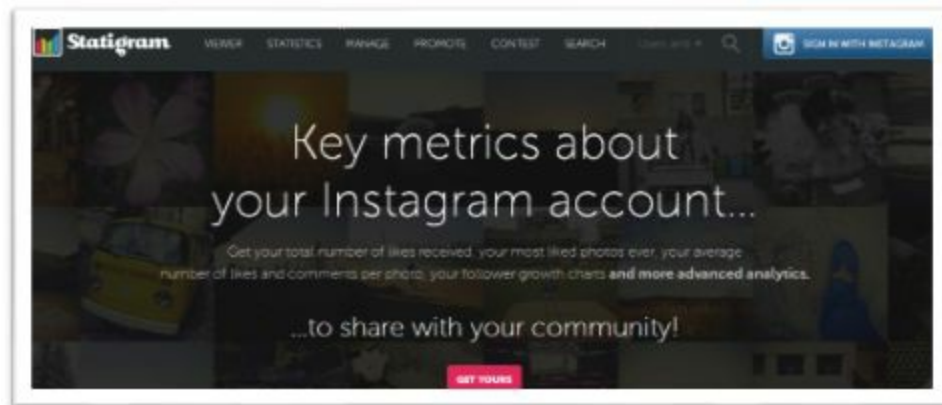 Statigram VIEWER STATISTICS MANAGE PROMOTE CONTEST SEARCH SIGN IN WITH INSTAGRAM
Key metrics about
your Instagram account...
Get your total number of likes received, your most liked photos ever, your average
number of likes and comments per photo, your follower growth charts and more advanced analytics.
...to share with your community!
GET YOURS